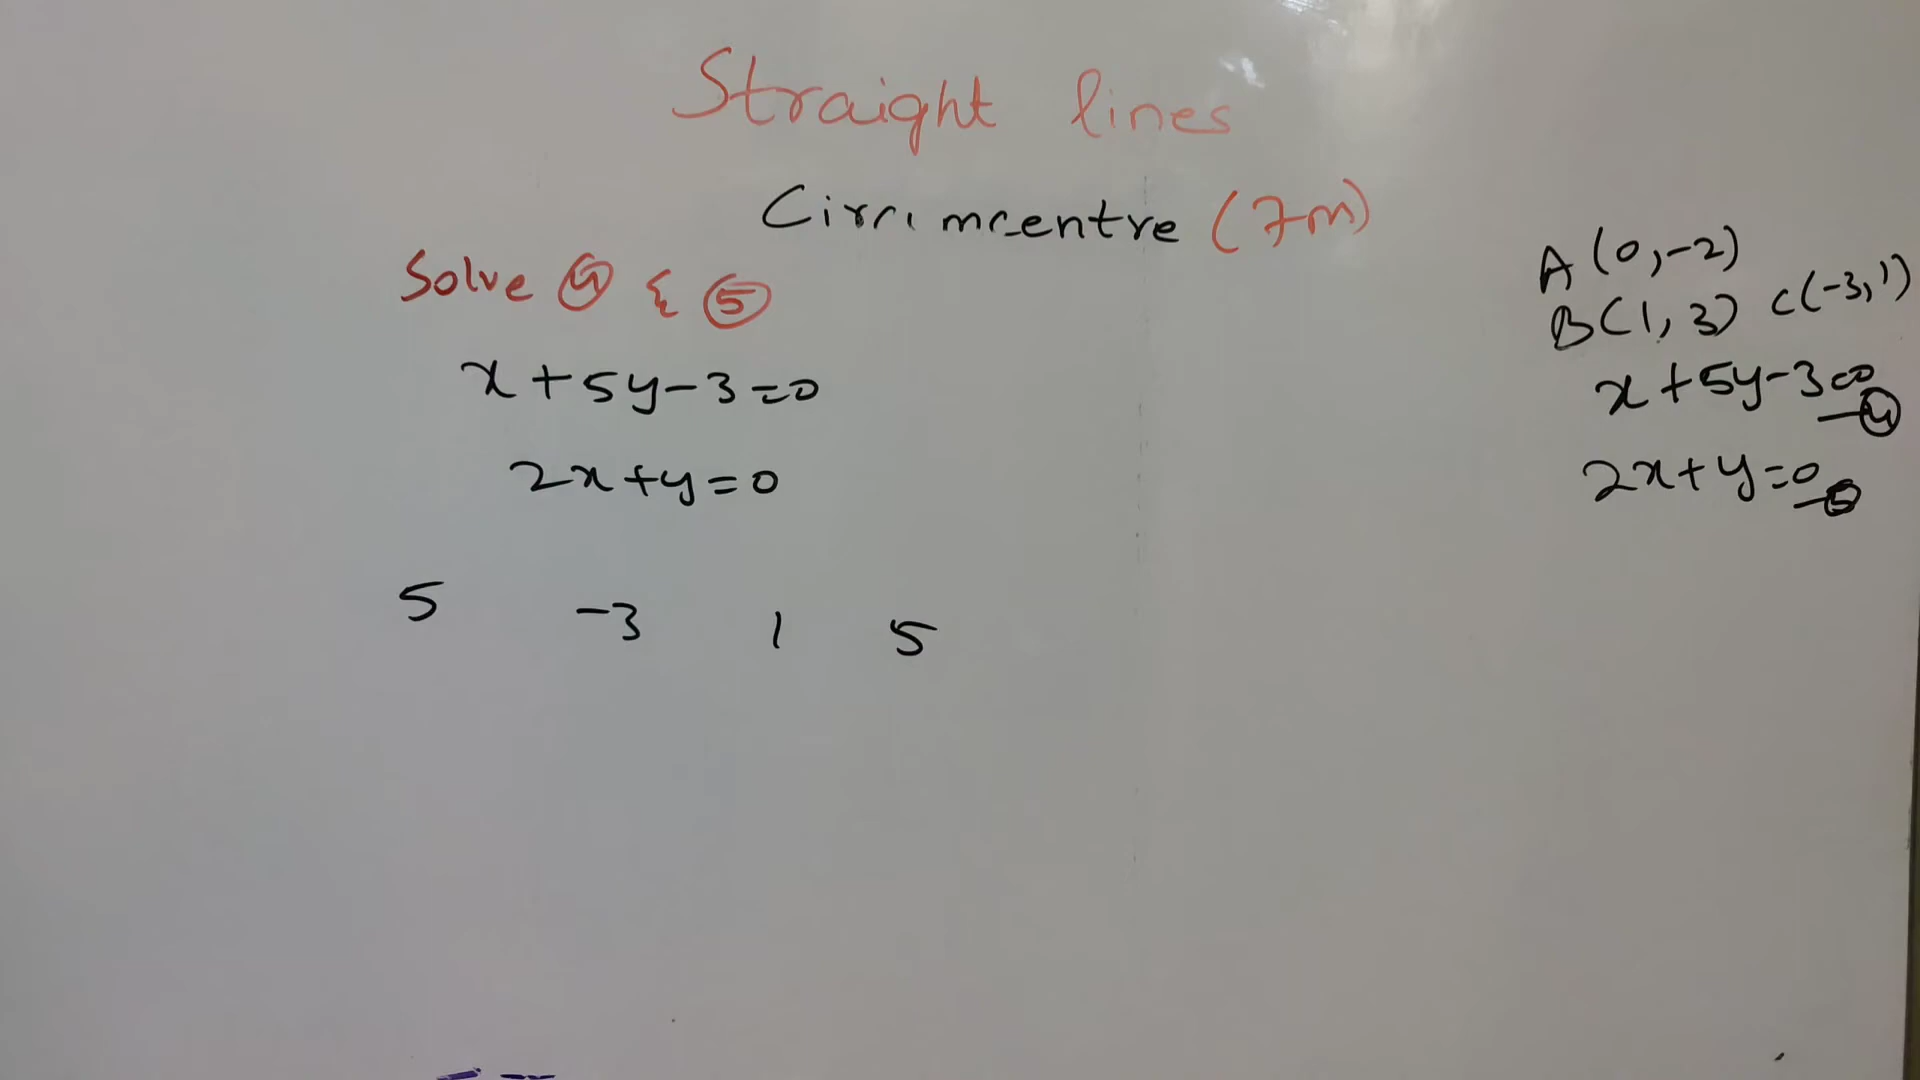 Straight lines
Circumcentre (7m)
Solve ④ & ⑤
x + 5y - 3 = 0
2x + y = 0
5 -3 1 5
A (0, -2)
B (1, 3) C (-3, 1)
x + 5y - 3 = 0 — ④
2x + y = 0 — ⑤